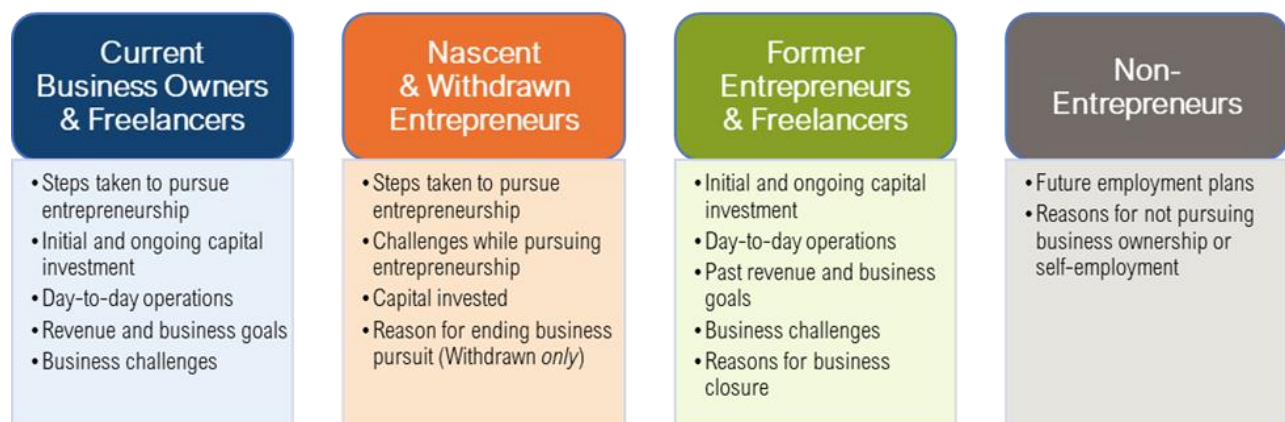 Current
Business Owners
& Freelancers
• Steps taken to pursue
entrepreneurship
• Initial and ongoing capital
investment
• Day-to-day operations
• Revenue and business goals
• Business challenges
Nascent
& Withdrawn
Entrepreneurs
• Steps taken to pursue
entrepreneurship
• Challenges while pursuing
entrepreneurship
• Capital invested
• Reason for ending business
pursuit (Withdrawn only)
Former
Entrepreneurs
& Freelancers
• Initial and ongoing capital
investment
• Day-to-day operations
• Past revenue and business
goals
• Business challenges
• Reasons for business
closure
Non-
Entrepreneurs
• Future employment plans
• Reasons for not pursuing
business ownership or
self-employment